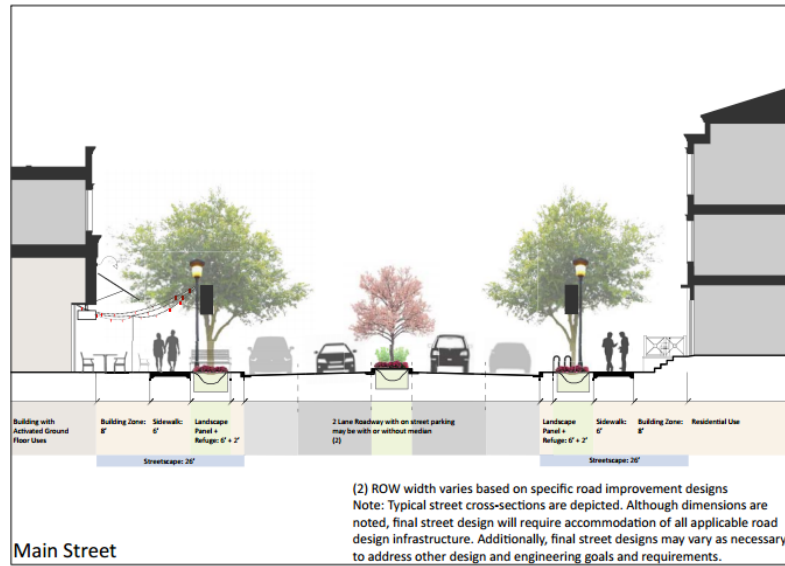 Building with
Activated Ground
Floor Uses
Building Zone:
8'
Sidewalk:
6'
Landscape
Panel +
Refuge: 6' + 2'
2 Lane Roadway with on street parking
may be with or without median
(2)
Landscape
Panel +
Refuge: 6' + 2'
Sidewalk:
6'
Building Zone:
8'
Residential Use
Streetscape: 26'
Streetscape: 26'
(2) ROW width varies based on specific road improvement designs
Note: Typical street cross-sections are depicted. Although dimensions are
noted, final street design will require accommodation of all applicable road
design infrastructure. Additionally, final street designs may vary as necessary
to address other design and engineering goals and requirements.
Main Street